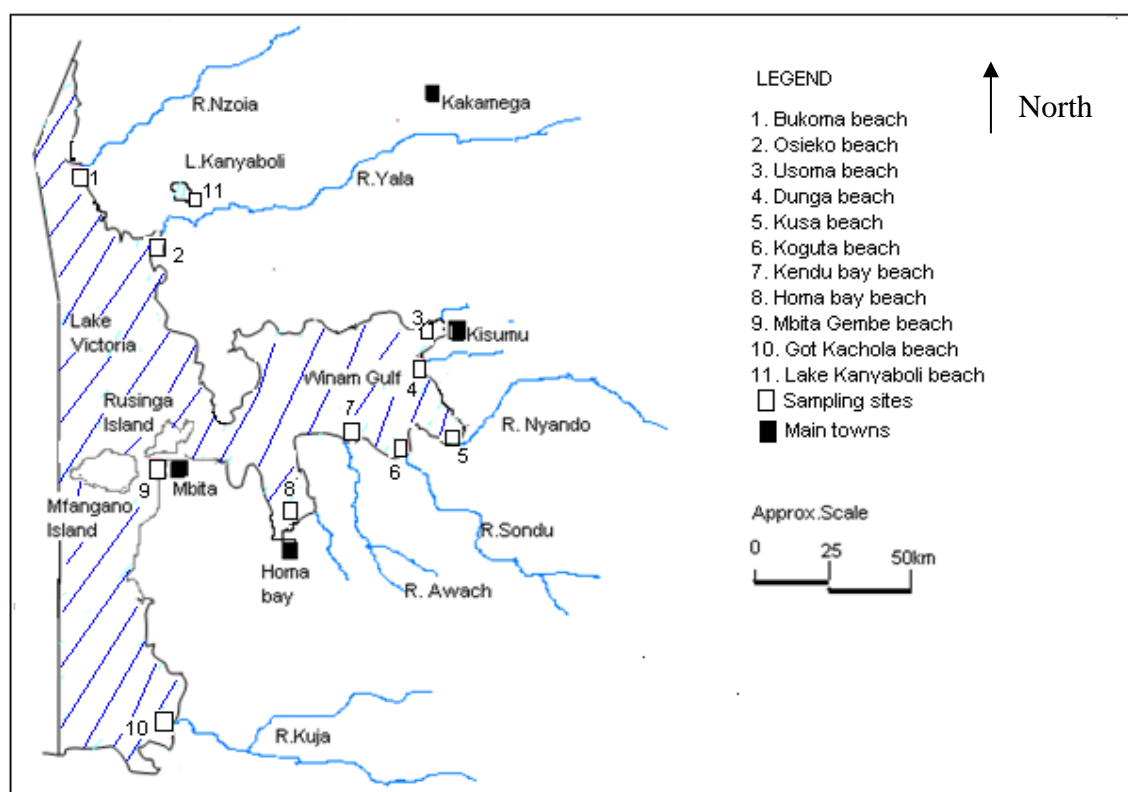 R.Nzoia
Kakamega
L.Kanyaboli
11
R.Yala
1
2
Lake
Victoria
3
Kisumu
Winam Gulf
4
Rusinga
Island
7
R. Nyando
5
6
9
Mbita
Mfangano
Island
8
R.Sondu
Homa
bay
R. Awach
10
R.Kuja
LEGEND
1. Bukoma beach
2. Osieko beach
3. Usoma beach
4. Dunga beach
5. Kusa beach
6. Koguta beach
7. Kendu bay beach
8. Homa bay beach
9. Mbita Gembe beach
10. Got Kachola beach
11. Lake Kanyaboli beach
Sampling sites
Main towns
North
Approx.Scale
0 25 50km